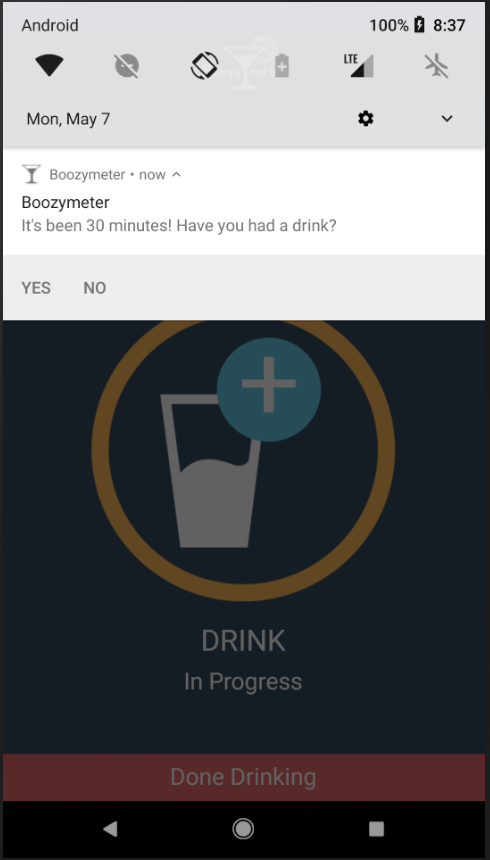 Android 100% 8:37
LTE
Mon, May 7
Boozymeter • now
Boozymeter
It's been 30 minutes! Have you had a drink?
YES NO
DRINK
In Progress
Done Drinking